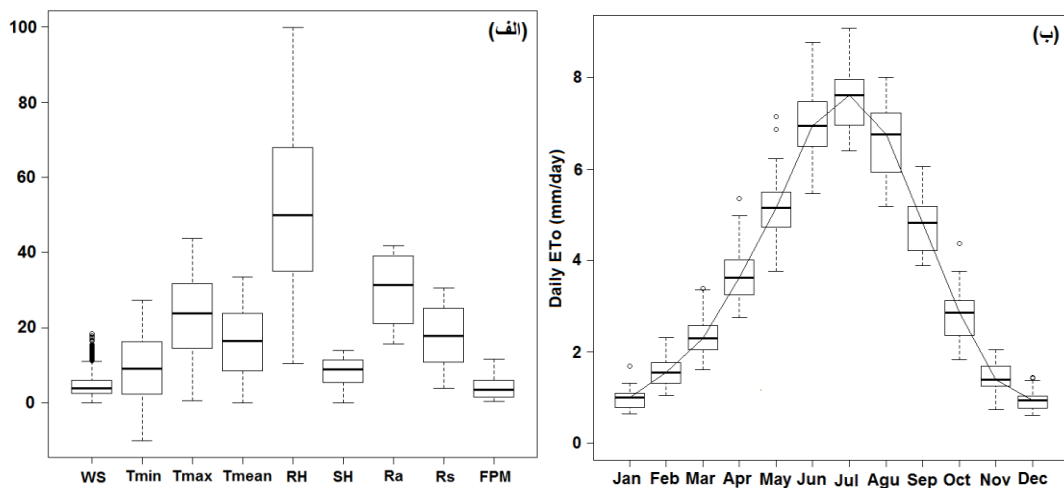 (الف)
100
80
60
40
20
0
WS Tmin Tmax Tmean RH SH Ra Rs FPM
(ب)
Daily ETo (mm/day)
8
6
4
2
0
Jan Feb Mar Apr May Jun Jul Agu Sep Oct Nov Dec